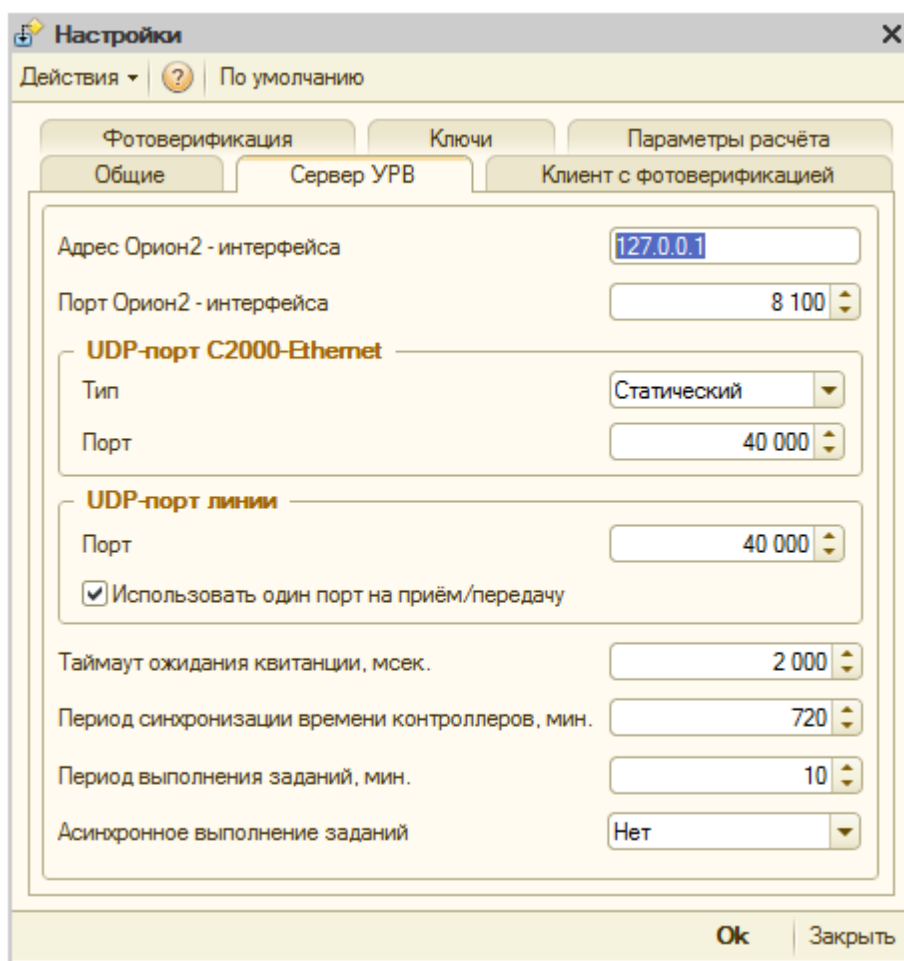 Настройки
Действия ? По умолчанию
Фотоверификация Ключи Параметры расчёта
Общие Сервер УРВ Клиент с фотоверификацией
Адрес Орион2 - интерфейса 127.0.0.1
Порт Орион2 - интерфейса 8 100
UDP-порт C2000-Ethernet
Тип Статический
Порт 40 000
UDP-порт линии
Порт 40 000
Использовать один порт на приём/передачу
Таймаут ожидания квитанции, мсек. 2 000
Период синхронизации времени контроллеров, мин. 720
Период выполнения заданий, мин. 10
Асинхронное выполнение заданий Нет
Ok Закрыть